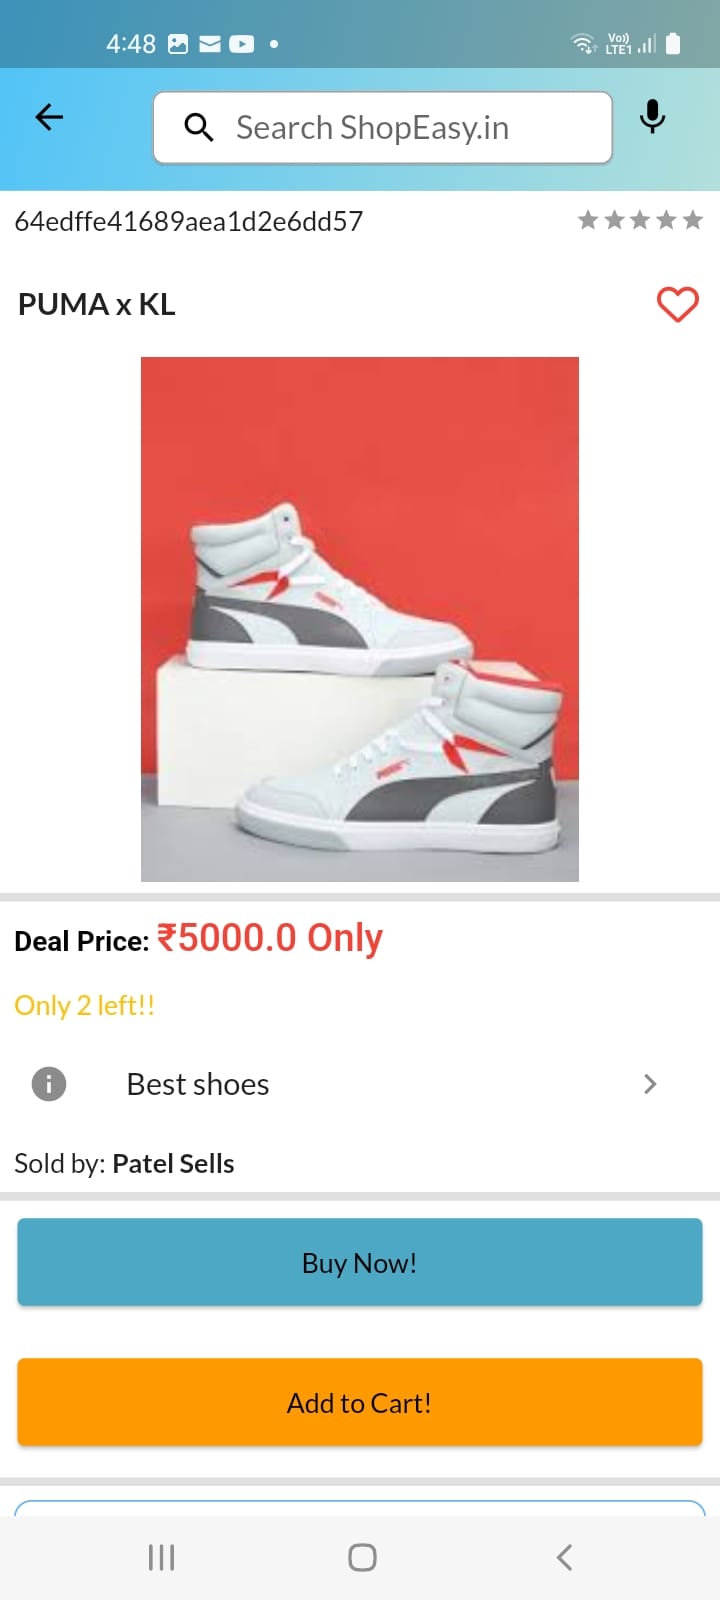 4:48
Vo))
LTE1
Search ShopEasy.in
64edffe41689aea1d2e6dd57
PUMA x KL
Deal Price: ₹5000.0 Only
Only 2 left!!
Best shoes
Sold by: Patel Sells
Buy Now!
Add to Cart!